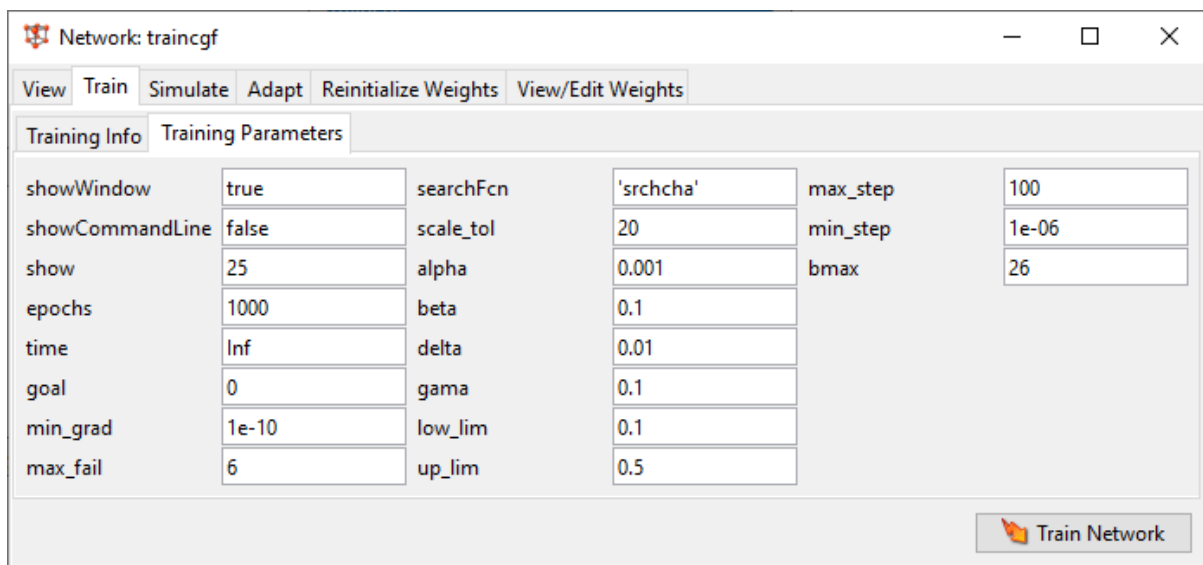 Network: traincgf
View Train Simulate Adapt Reinitialize Weights View/Edit Weights
Training Info Training Parameters
showWindow true searchFcn 'srchcha' max_step 100
showCommandLine false scale_tol 20 min_step 1e-06
show 25 alpha 0.001 bmax 26
epochs 1000 beta 0.1
time Inf delta 0.01
goal 0 gama 0.1
min_grad 1e-10 low_lim 0.1
max_fail 6 up_lim 0.5
Train Network